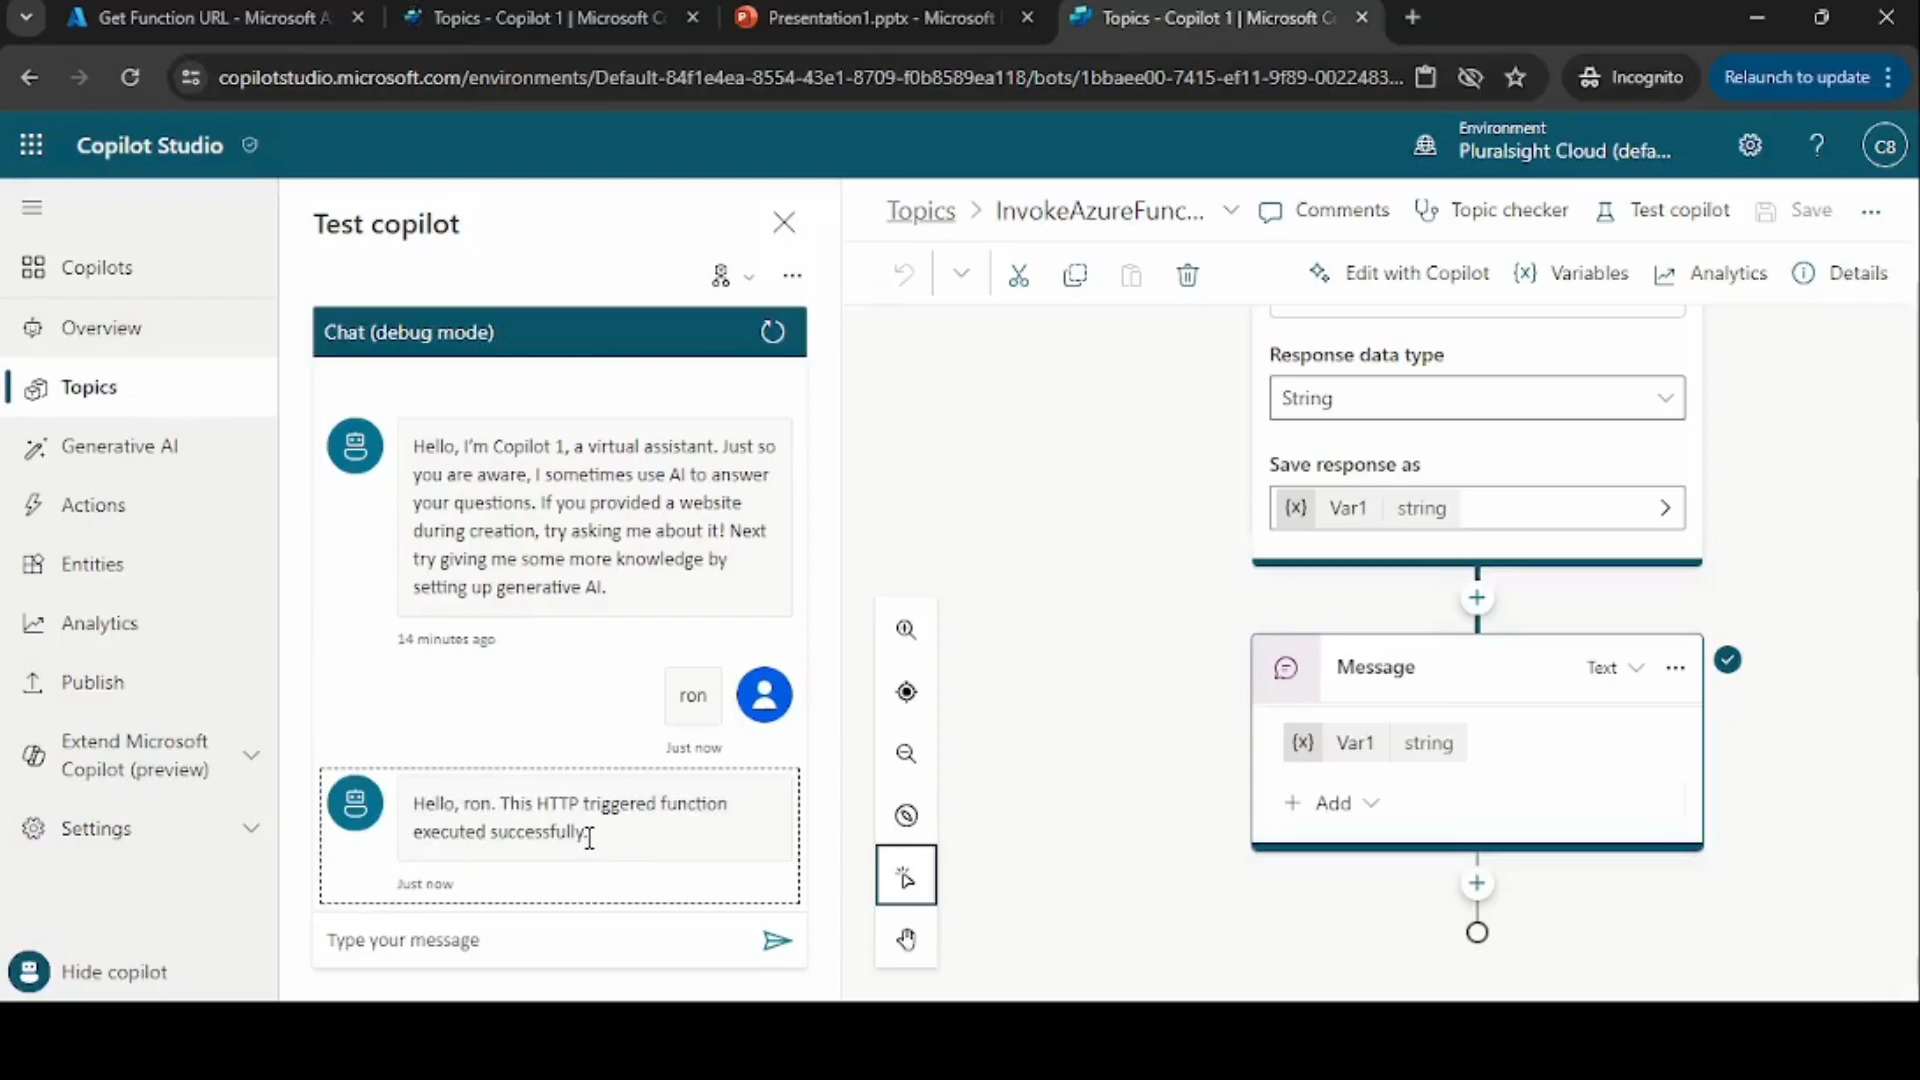 Get Function URL - Microsoft A
Topics - Copilot 1 | Microsoft C
Presentation1.pptx - Microsoft
Topics - Copilot 1 | Microsoft C
copilotstudio.microsoft.com/environments/Default-84f1e4ea-8554-43e1-8709-f0b8589ea118/bots/1bbaee00-7415-ef11-9f89-0022483...
Incognito
Relaunch to update
Copilot Studio
Environment
Pluralsight Cloud (defa...
C8
Copilots
Overview
Topics
Generative AI
Actions
Entities
Analytics
Publish
Extend Microsoft
Copilot (preview)
Settings
Hide copilot
Test copilot
Chat (debug mode)
Hello, I'm Copilot 1, a virtual assistant. Just so
you are aware, I sometimes use AI to answer
your questions. If you provided a website
during creation, try asking me about it! Next
try giving me some more knowledge by
setting up generative AI.
14 minutes ago
ron
Just now
Hello, ron. This HTTP triggered function
executed successfully.
Just now
Type your message
Topics > InvokeAzureFunc...
Comments
Topic checker
Test copilot
Save
Edit with Copilot
{x} Variables
Analytics
Details
Response data type
String
Save response as
{x} Var1 string
Message
Text
{x} Var1 string
+ Add